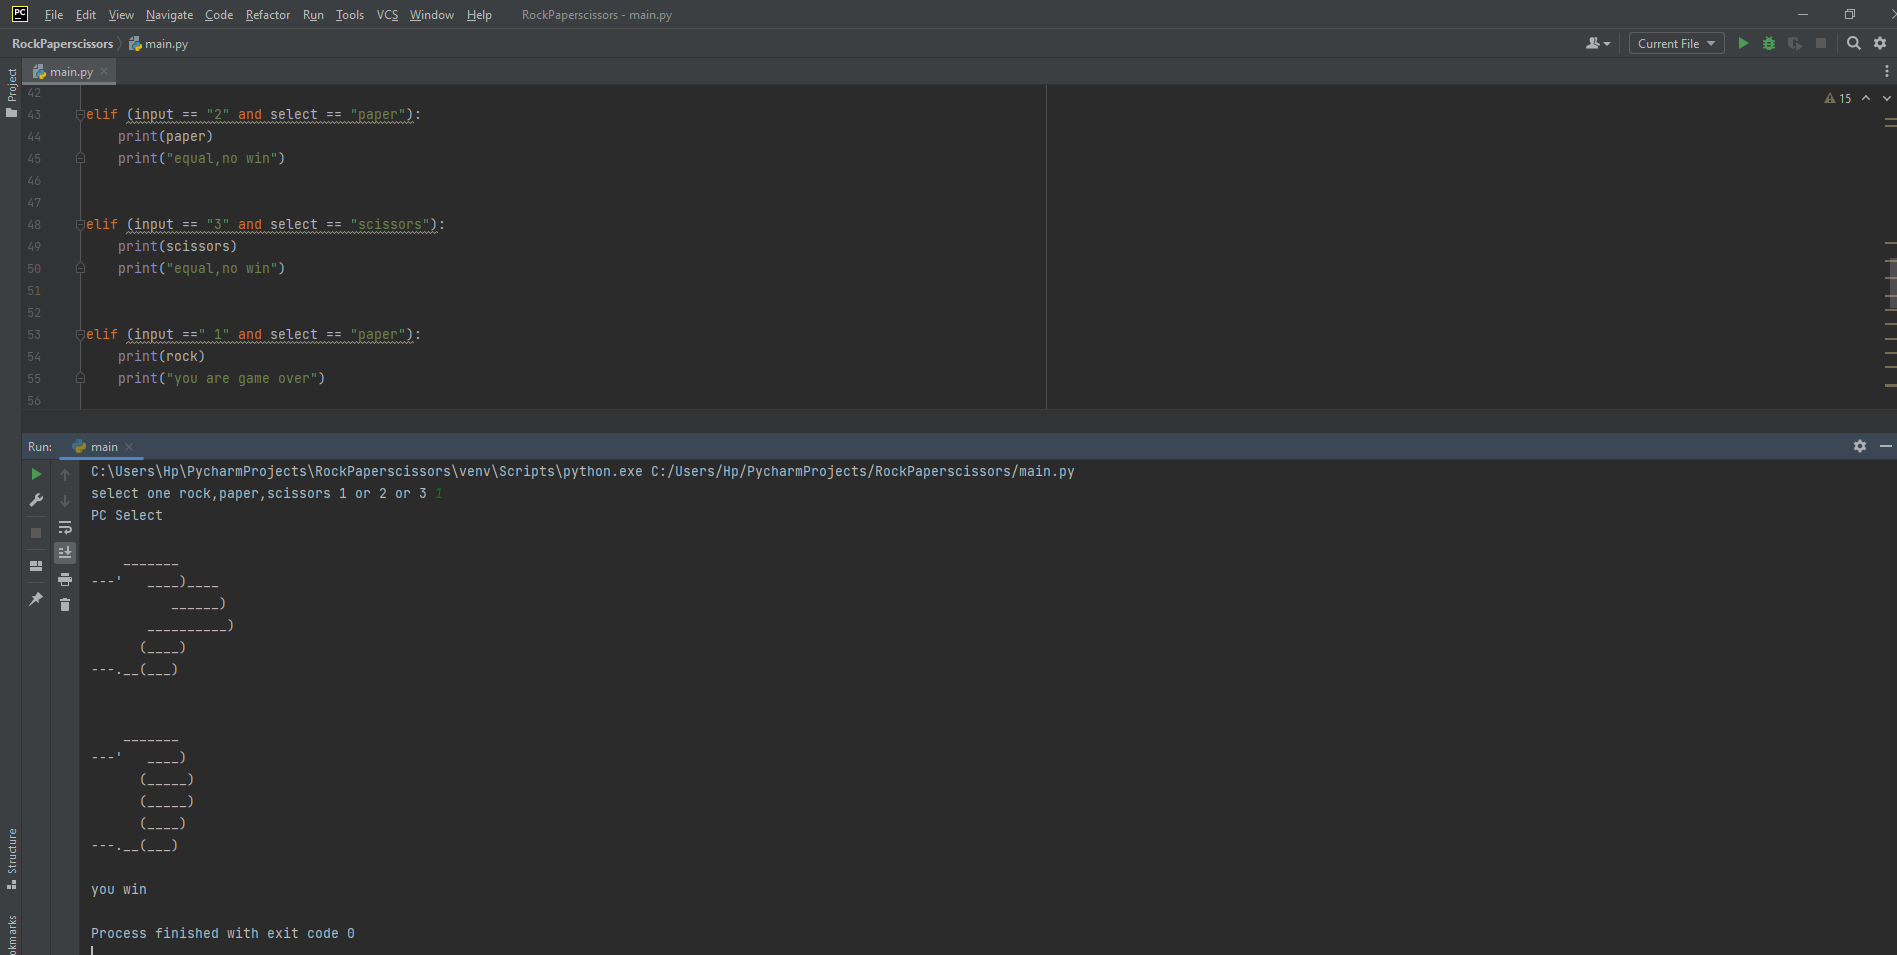 PC File Edit View Navigate Code Refactor Run Tools VCS Window Help RockPaperscissors - main.py
RockPaperscissors main.py Current File
Project
main.py
15
42
43 elif (input == "2" and select == "paper"):
44 print(paper)
45 print("equal,no win")
46
47
48 elif (input == "3" and select == "scissors"):
49 print(scissors)
50 print("equal,no win")
51
52
53 elif (input ==" 1" and select == "paper"):
54 print(rock)
55 print("you are game over")
56
Run: main
C:\Users\Hp\PycharmProjects\RockPaperscissors\venv\Scripts\python.exe C:/Users/Hp/PycharmProjects/RockPaperscissors/main.py
select one rock,paper,scissors 1 or 2 or 3 1
PC Select
    _______
---'   ____)____
          ______)
       __________)
      (____)
---.__(___)
    _______
---'   ____)
      (_____)
      (_____)
      (____)
---.__(___)
you win
Process finished with exit code 0
Structure
okmarks